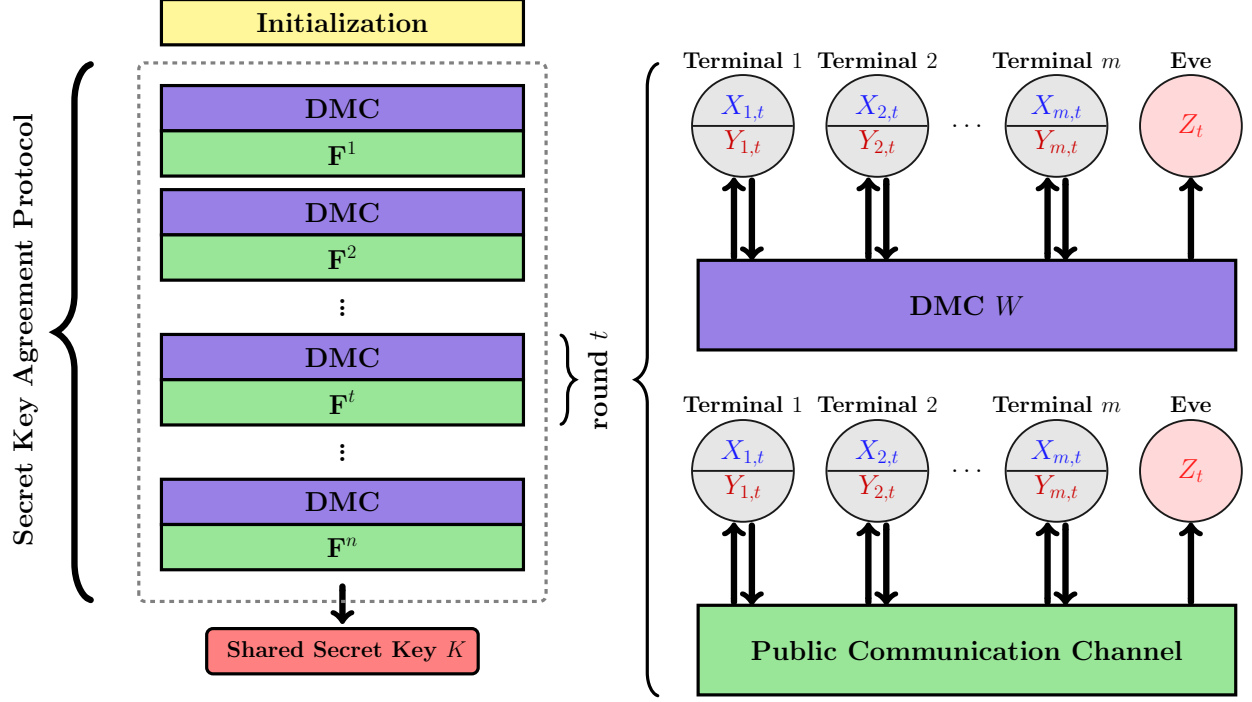 Initialization
Secret Key Agreement Protocol
DMC
F^1
DMC
F^2
⋮
DMC
F^t
⋮
DMC
F^n
Shared Secret Key K
round t
Terminal 1 Terminal 2 Terminal m Eve
X_{1,t} X_{2,t} ... X_{m,t} Z_t
Y_{1,t} Y_{2,t} Y_{m,t}
DMC W
Terminal 1 Terminal 2 Terminal m Eve
X_{1,t} X_{2,t} ... X_{m,t} Z_t
Y_{1,t} Y_{2,t} Y_{m,t}
Public Communication Channel